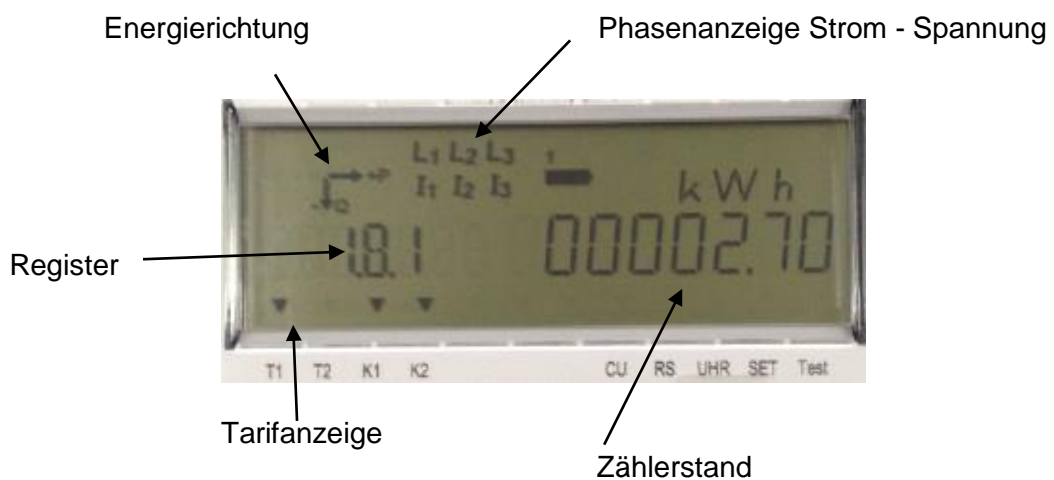 Energierichtung
Phasenanzeige Strom - Spannung
L1 L2 L3 1
+P
I1 I2 I3
-Q
kWh
1.8.1 00002.70
Register
T1 T2 K1 K2 CU RS UHR SET Test
Tarifanzeige
Zählerstand